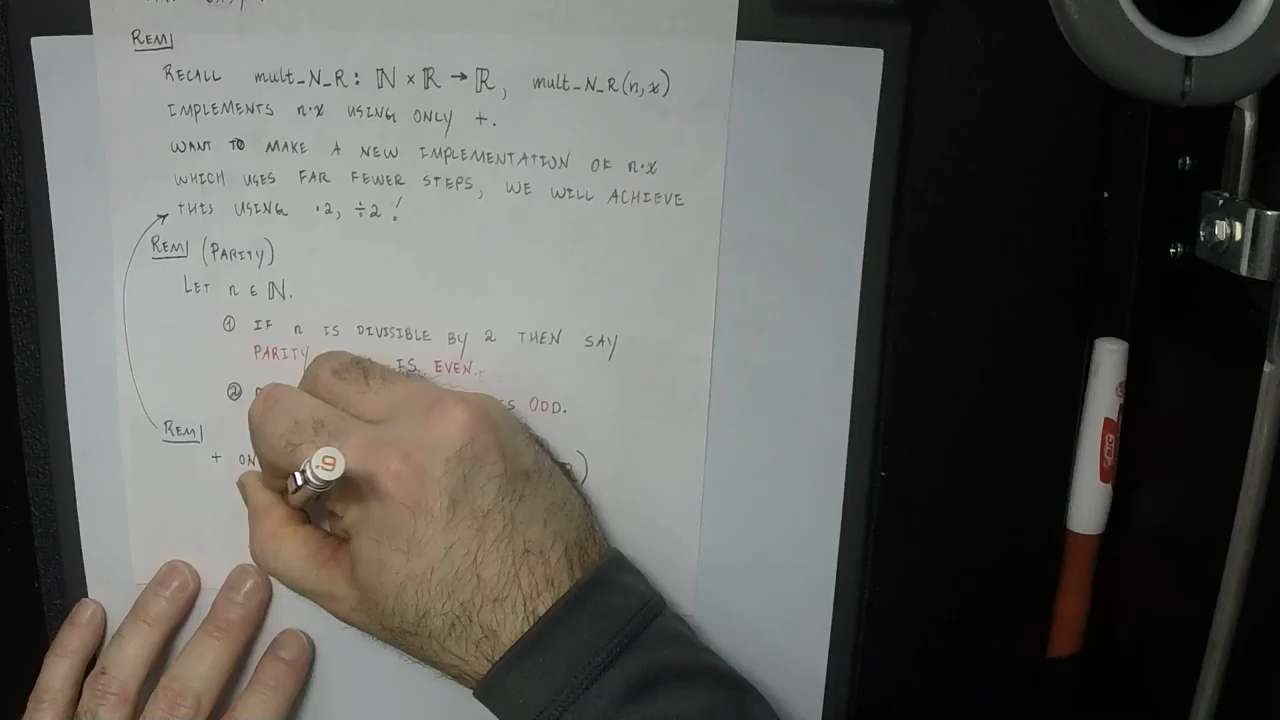 REM
RECALL mult_N_R: ℕ × ℝ → ℝ, mult_N_R(n,x)
IMPLEMENTS n·x USING ONLY +.
WANT TO MAKE A NEW IMPLEMENTATION OF n·x
WHICH USES FAR FEWER STEPS, WE WILL ACHIEVE
THIS USING ·2, ÷2!
REM (PARITY)
LET n ∈ ℕ.
① IF n IS DIVISIBLE BY 2 THEN SAY
PARITY IS EVEN.
② IS ODD.
REM
+ )
BIC